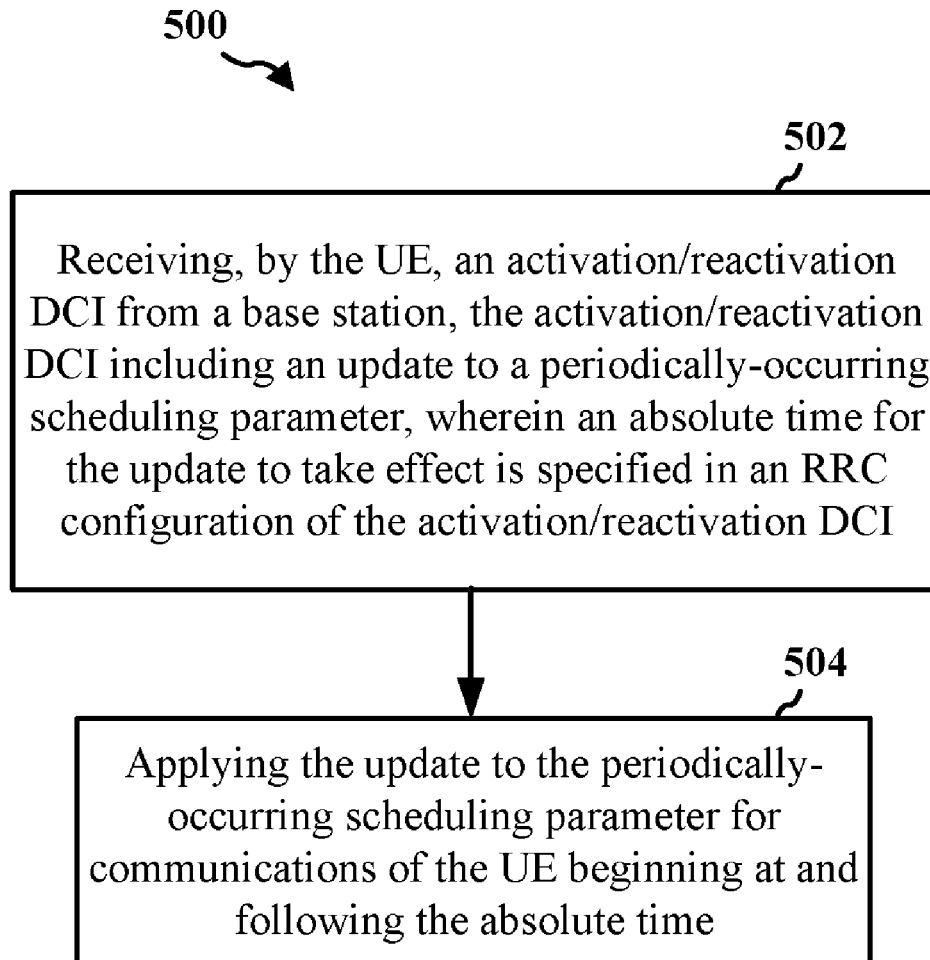 500
502
Receiving, by the UE, an activation/reactivation
DCI from a base station, the activation/reactivation
DCI including an update to a periodically-occurring
scheduling parameter, wherein an absolute time for
the update to take effect is specified in an RRC
configuration of the activation/reactivation DCI
504
Applying the update to the periodically-
occurring scheduling parameter for
communications of the UE beginning at and
following the absolute time